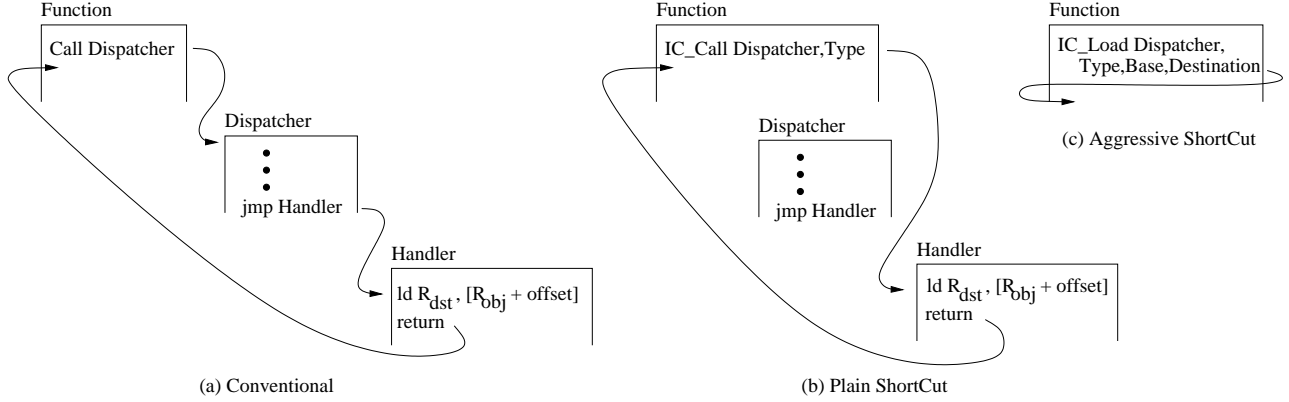 Function
Call Dispatcher
Dispatcher
jmp Handler
Handler
ld Rdst , [Robj + offset]
return
(a) Conventional
Function
IC_Call Dispatcher,Type
Dispatcher
jmp Handler
Handler
ld Rdst , [Robj + offset]
return
(b) Plain ShortCut
Function
IC_Load Dispatcher,
Type,Base,Destination
(c) Aggressive ShortCut